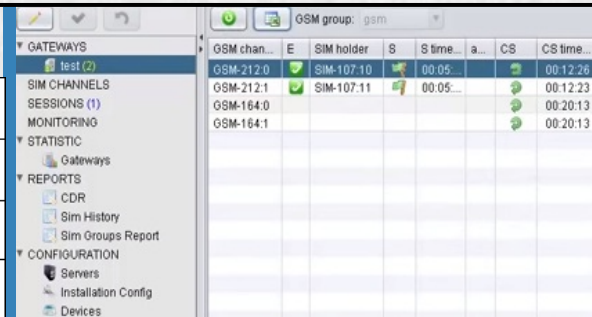 GSM group: gsm
GATEWAYS
test (2)
SIM CHANNELS
SESSIONS (1)
MONITORING
STATISTIC
Gateways
REPORTS
CDR
Sim History
Sim Groups Report
CONFIGURATION
Servers
Installation Config
Devices
GSM chan... E SIM holder S S time... a... CS CS time...
GSM-212:0 SIM-107:10 00:05:... 00:12:26
GSM-212:1 SIM-107:11 00:05:... 00:12:23
GSM-164:0 00:20:13
GSM-164:1 00:20:13